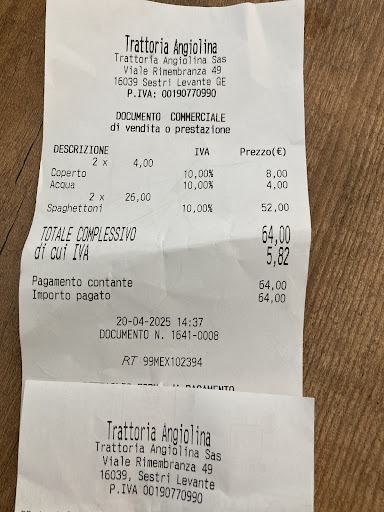 Trattoria Angiolina
Trattoria Angiolina Sas
Viale Rimembranza 49
16039 Sestri Levante GE
P.IVA: 00190770990
DOCUMENTO COMMERCIALE
di vendita o prestazione
DESCRIZIONE IVA Prezzo(€)
2 x 4,00
Coperto 10,00% 8,00
Acqua 10,00% 4,00
2 x 26,00
Spaghettoni 10,00% 52,00
TOTALE COMPLESSIVO 64,00
di cui IVA 5,82
Pagamento contante 64,00
Importo pagato 64,00
20-04-2025 14:37
DOCUMENTO N. 1641-0008
RT 99MEX102394
PAGAMENTO
Trattoria Angiolina
Trattoria Angiolina Sas
Viale Rimembranza 49
16039, Sestri Levante
P.IVA 00190770990